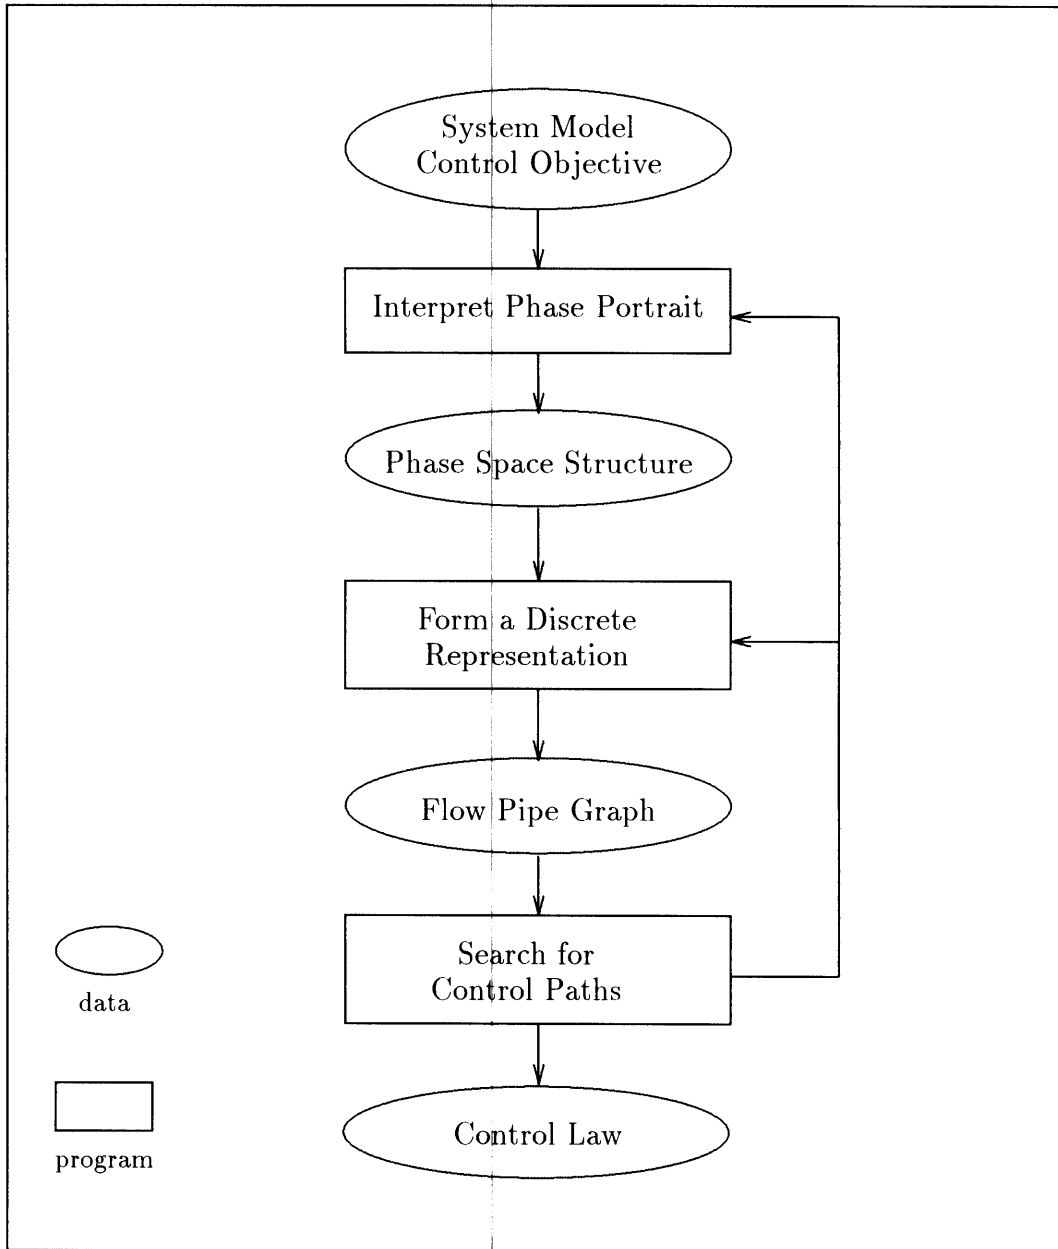 System Model
Control Objective
Interpret Phase Portrait
Phase Space Structure
Form a Discrete
Representation
Flow Pipe Graph
Search for
Control Paths
Control Law
data
program